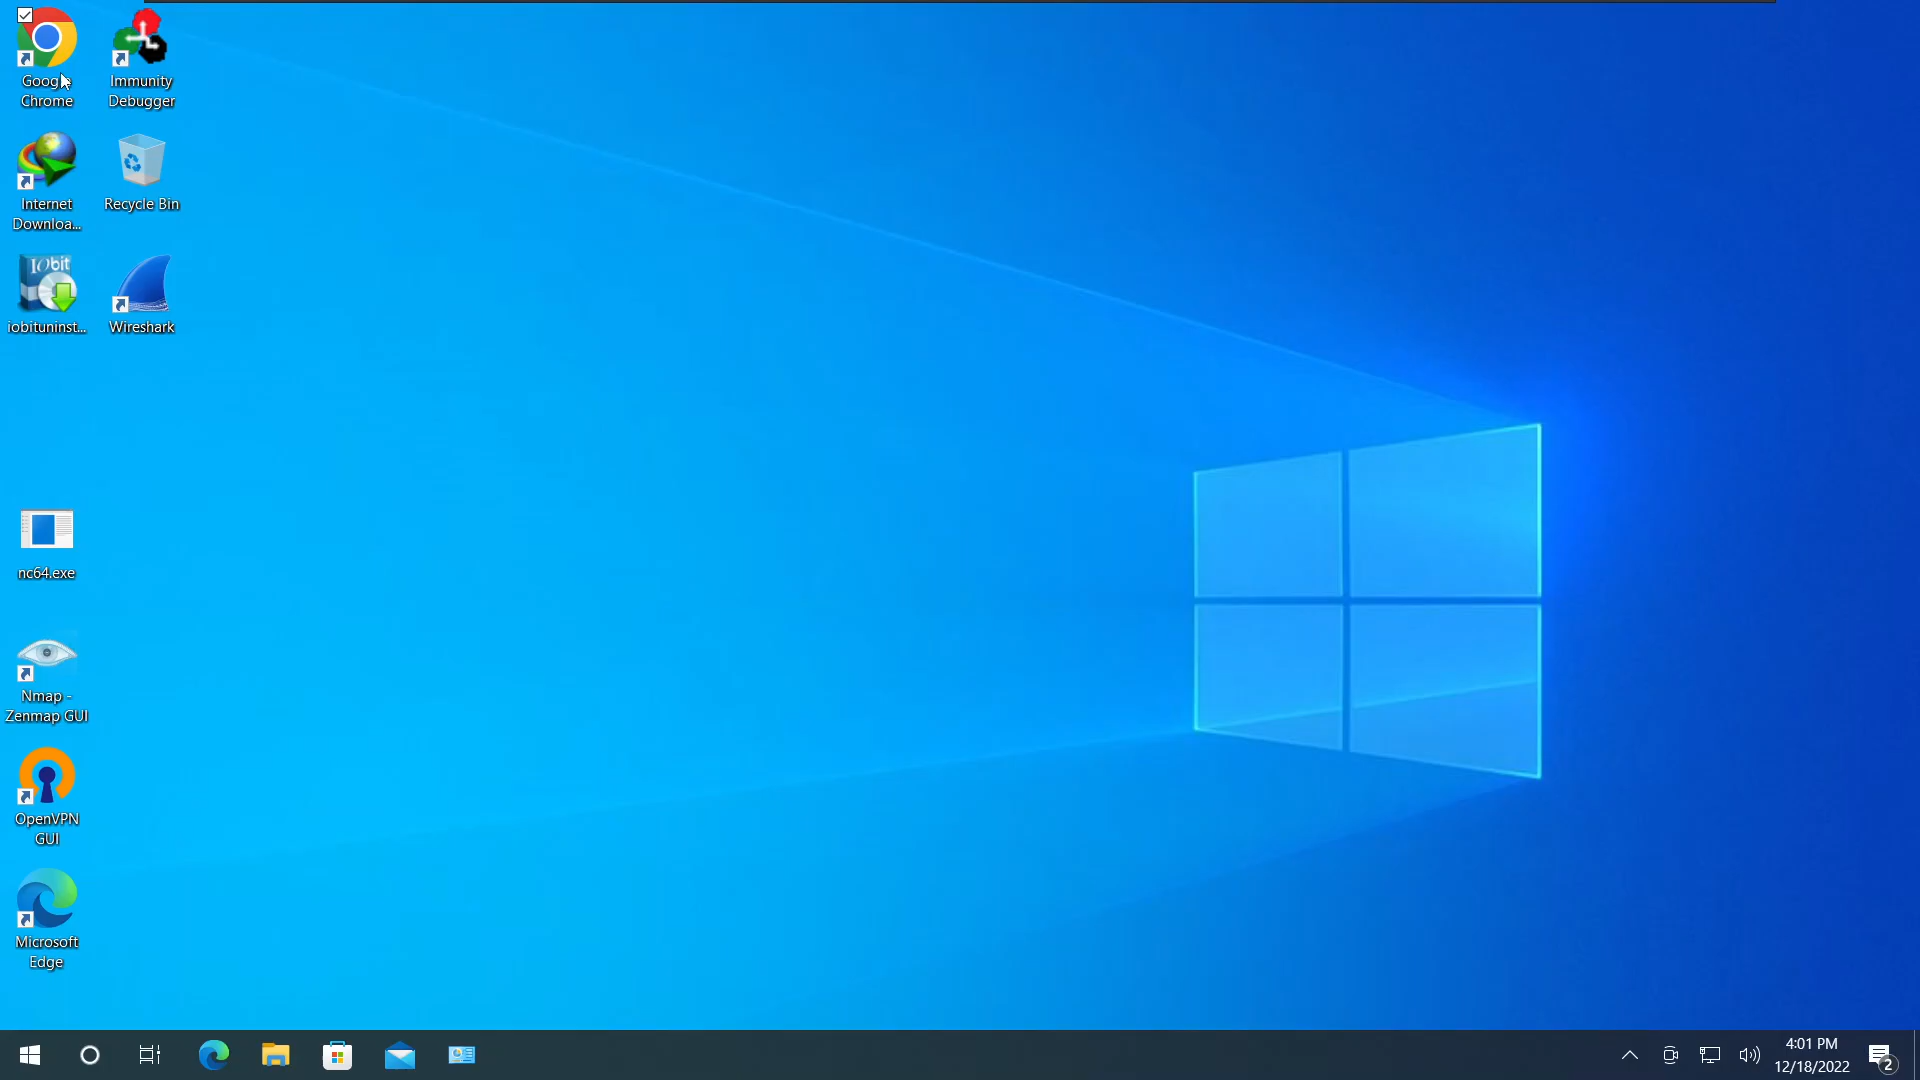 Google
Chrome
Immunity
Debugger
Internet
Downloa...
Recycle Bin
IObit
iobituninst...
Wireshark
nc64.exe
Nmap -
Zenmap GUI
OpenVPN
GUI
Microsoft
Edge
4:01 PM
12/18/2022
2